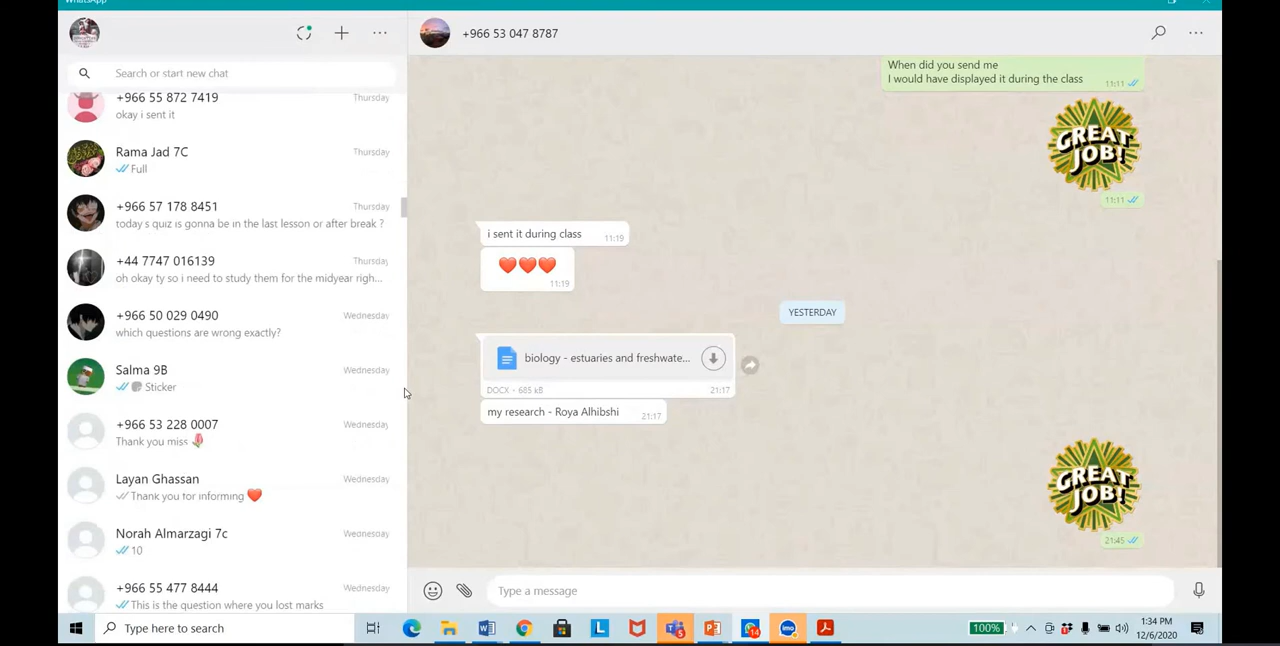 WhatsApp
+966 53 047 8787
Search or start new chat
+966 55 872 7419
Thursday
okay i sent it
Rama Jad 7C
Thursday
Full
+966 57 178 8451
Thursday
today s quiz is gonna be in the last lesson or after break ?
+44 7747 016139
Thursday
oh okay ty so i need to study them for the midyear righ...
+966 50 029 0490
Wednesday
which questions are wrong exactly?
Salma 9B
Wednesday
Sticker
+966 53 228 0007
Wednesday
Thank you miss
Layan Ghassan
Wednesday
Thank you for informing
Norah Almarzagi 7c
Wednesday
10
+966 55 477 8444
Wednesday
This is the question where you lost marks
When did you send me
I would have displayed it during the class
11:11
GREAT
JOB!
11:11
i sent it during class
11:19
11:19
YESTERDAY
biology - estuaries and freshwate...
DOCX • 685 kB
21:17
my research - Roya Alhibshi
21:17
GREAT
JOB!
21:45
Type a message
Type here to search
100%
1:34 PM
12/6/2020